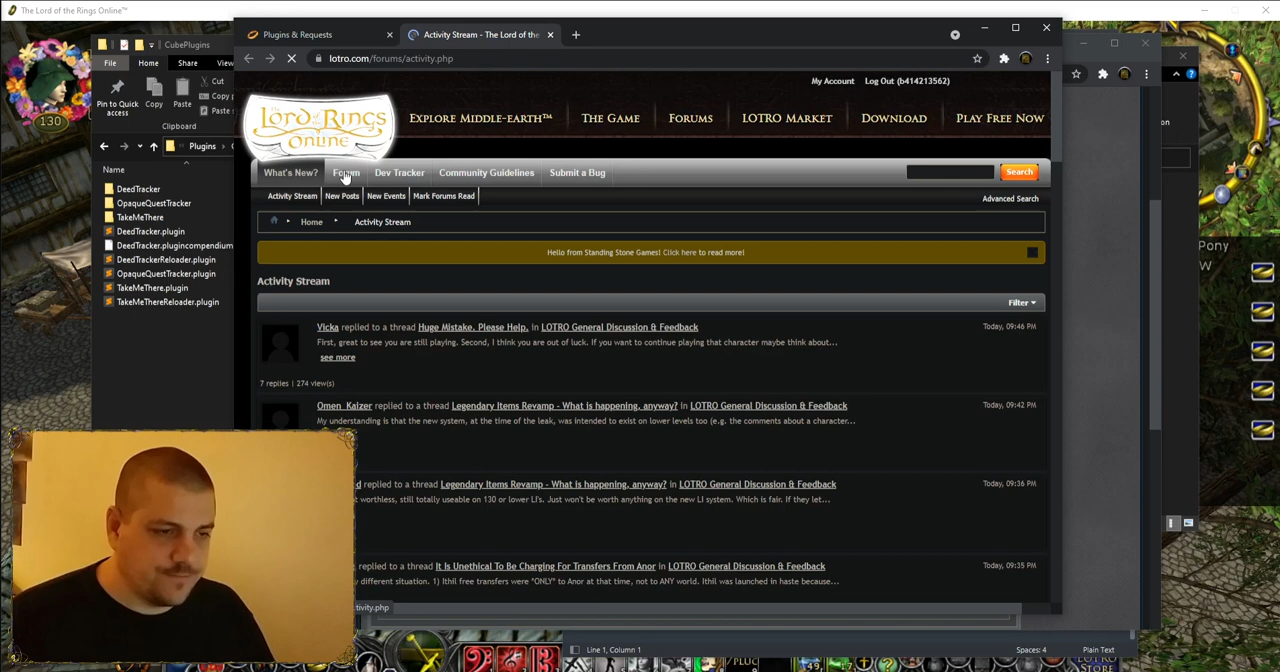 The Lord of the Rings Online™
CubePlugins
File Home Share View
Pin to Quick access
Copy
Paste
Cut
Copy
Clipboard
Plugins
Name
DeedTracker
OpaqueQuestTracker
TakeMeThere
DeedTracker.plugin
DeedTracker.plugincompendium
DeedTrackerReloader.plugin
OpaqueQuestTracker.plugin
TakeMeThere.plugin
TakeMeThereReloader.plugin
130
Plugins & Requests
Activity Stream - The Lord of the
lotro.com/forums/activity.php
My Account Log Out (b414213562)
The Lord of the Rings Online
Explore Middle-earth™ The Game Forums LOTRO Market Download Play Free Now
What's New? Forum Dev Tracker Community Guidelines Submit a Bug Search
Activity Stream New Posts New Events Mark Forums Read Advanced Search
Home Activity Stream
Hello from Standing Stone Games! Click here to read more!
Activity Stream
Filter
Vicka replied to a thread Huge Mistake. Please Help. in LOTRO General Discussion & Feedback Today, 09:46 PM
First, great to see you are still playing. Second, I think you are out of luck. If you want to continue playing that character maybe think about...
see more
7 replies | 274 view(s)
Omen_Kaizer replied to a thread Legendary Items Revamp - What is happening, anyway? in LOTRO General Discussion & Feedback Today, 09:42 PM
My understanding is that the new system, at the time of the leak, was intended to exist on lower levels too (e.g. the comments about a character...
d replied to a thread Legendary Items Revamp - What is happening, anyway? in LOTRO General Discussion & Feedback Today, 09:36 PM
t worthless, still totally useable on 130 or lower LI's. Just won't be worth anything on the new LI system. Which is fair. If they let...
replied to a thread It Is Unethical To Be Charging For Transfers From Anor in LOTRO General Discussion & Feedback Today, 09:35 PM
y different situation. 1) Ithil free transfers were *ONLY* to Anor at that time, not to ANY world. Ithil was launched in haste because...
tivity.php
Line 1, Column 1 Spaces: 4 Plain Text
Pony
W
LOTRO
Store